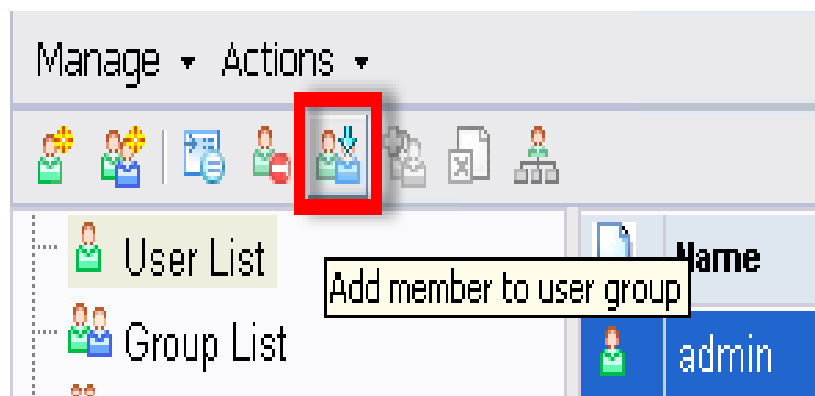 Manage Actions
User List
Add member to user group
Name
Group List
admin